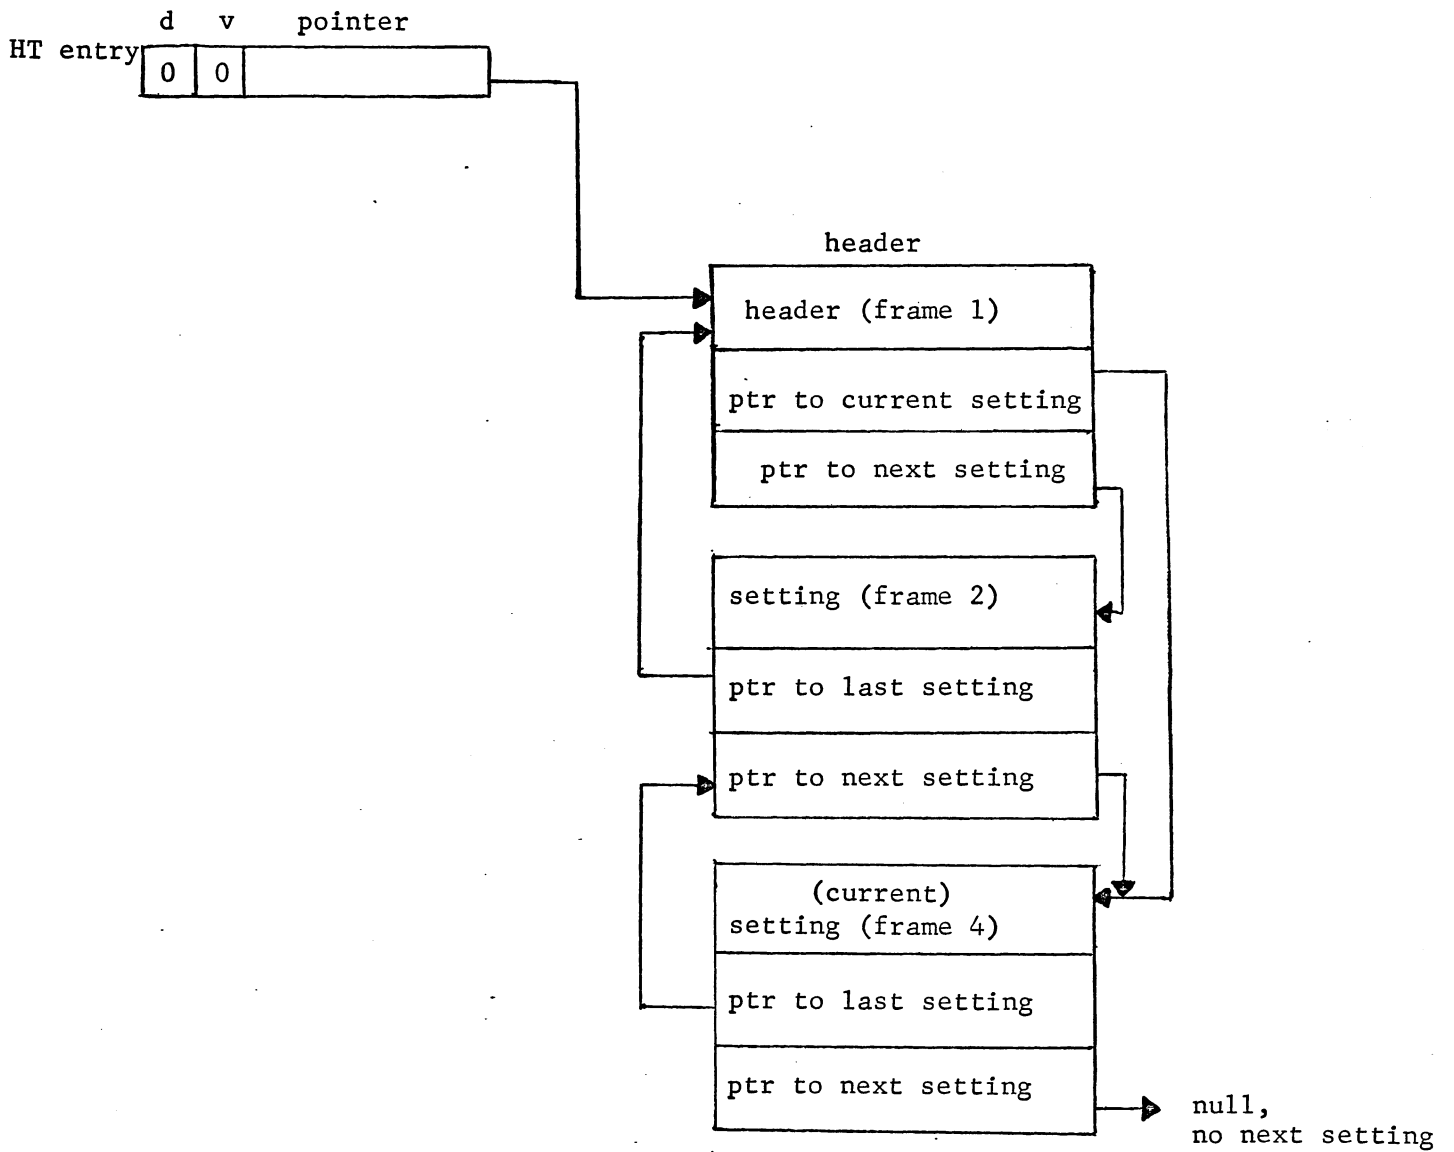 d v pointer
HT entry
0 0
header
header (frame 1)
ptr to current setting
ptr to next setting
setting (frame 2)
ptr to last setting
ptr to next setting
(current)
setting (frame 4)
ptr to last setting
ptr to next setting
null,
no next setting